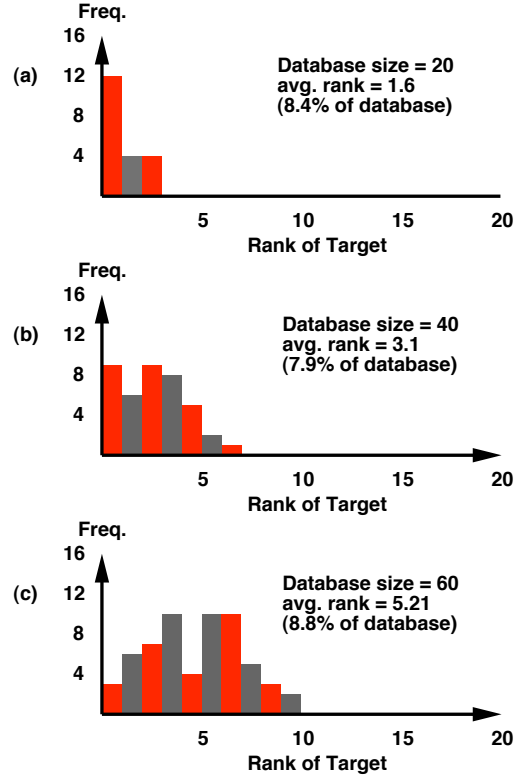 Freq.
16
(a)
12
8
4
Database size = 20
avg. rank = 1.6
(8.4% of database)
5 10 15 20
Rank of Target
Freq.
16
(b)
12
8
4
Database size = 40
avg. rank = 3.1
(7.9% of database)
5 10 15 20
Rank of Target
Freq.
16
(c)
12
8
4
Database size = 60
avg. rank = 5.21
(8.8% of database)
5 10 15 20
Rank of Target